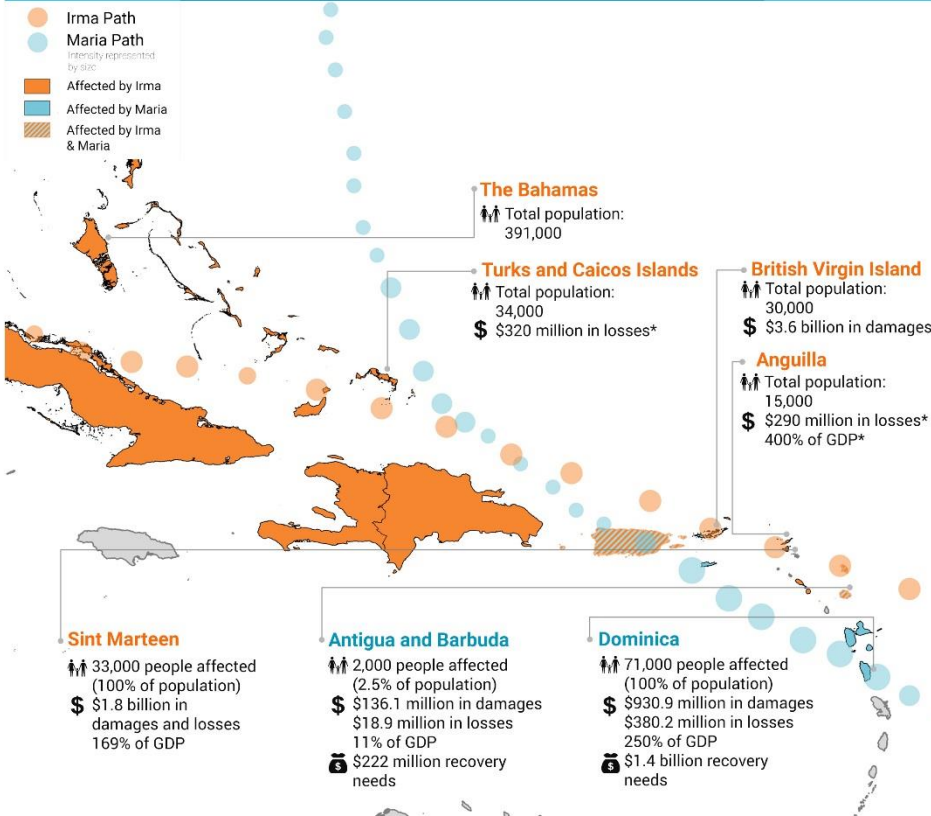 Irma Path
Maria Path
Intensity represented
by size
Affected by Irma
Affected by Maria
Affected by Irma
& Maria
The Bahamas
Total population:
391,000
Turks and Caicos Islands
Total population:
34,000
$ $320 million in losses*
British Virgin Island
Total population:
30,000
$ $3.6 billion in damages
Anguilla
Total population:
15,000
$ $290 million in losses*
400% of GDP*
Sint Marteen
33,000 people affected
(100% of population)
$ $1.8 billion in
damages and losses
169% of GDP
Antigua and Barbuda
2,000 people affected
(2.5% of population)
$ $136.1 million in damages
$18.9 million in losses
11% of GDP
$ $222 million recovery
needs
Dominica
71,000 people affected
(100% of population)
$ $930.9 million in damages
$380.2 million in losses
250% of GDP
$ $1.4 billion recovery
needs